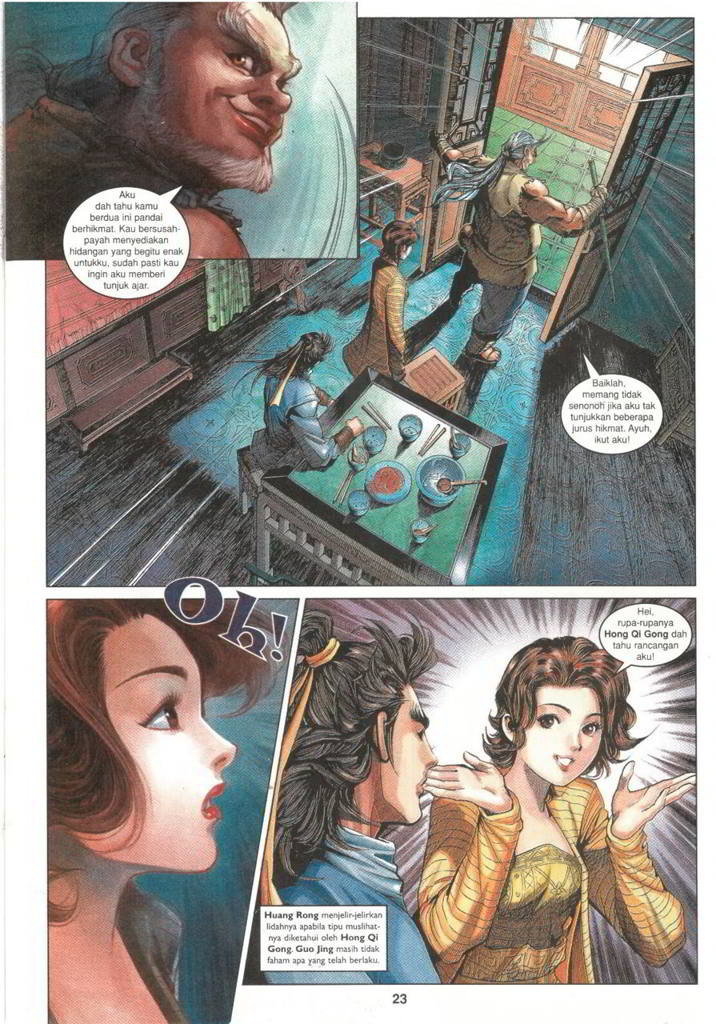 Aku
dah tahu kamu
berdua ini pandai
berhikmat. Kau bersusah-
payah menyediakan
hidangan yang begitu enak
untukku, sudah pasti kau
ingin aku memberi
tunjuk ajar.
Baiklah,
memang tidak
senonoh jika aku tak
tunjukkan beberapa
jurus hikmat. Ayuh,
ikut aku!
Oh!
Hei,
rupa-rupanya
Hong Qi Gong dah
tahu rancangan
aku!
Huang Rong menjelir-jelirkan
lidahnya apabila tipu muslihat-
nya diketahui oleh Hong Qi
Gong. Guo Jing masih tidak
faham apa yang telah berlaku.
23